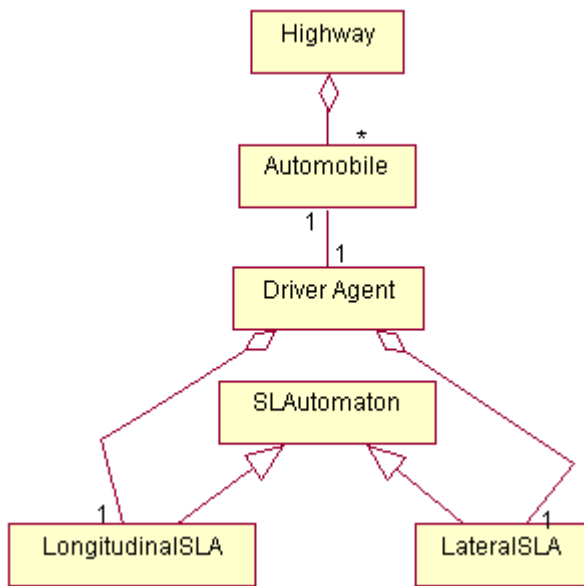 Highway
*
Automobile
1
1
Driver Agent
SLAutomaton
1
1
LongitudinalSLA
LateralSLA